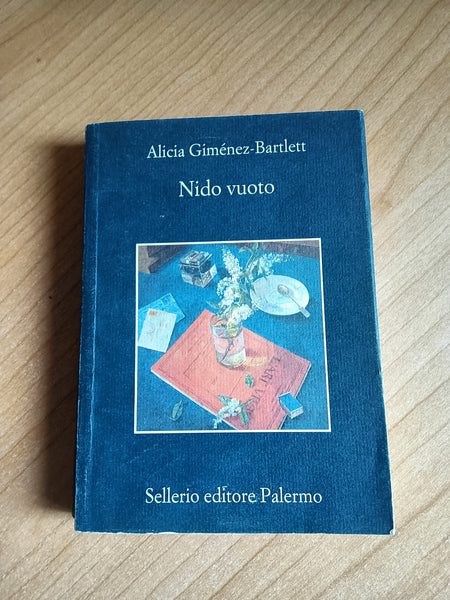 Alicia Giménez-Bartlett
Nido vuoto
Sellerio editore Palermo